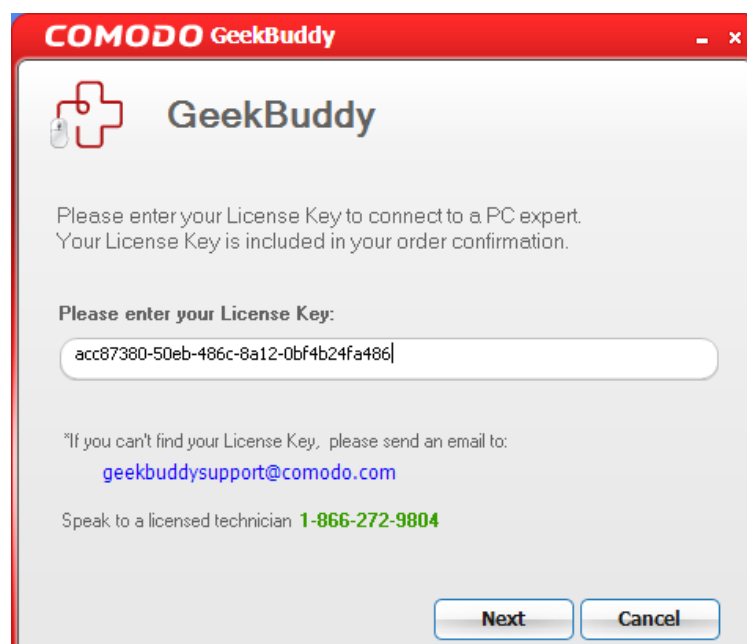 COMODO GeekBuddy
GeekBuddy
Please enter your License Key to connect to a PC expert.
Your License Key is included in your order confirmation.
Please enter your License Key:
acc87380-50eb-486c-8a12-0bf4b24fa486
*If you can't find your License Key, please send an email to:
geekbuddysupport@comodo.com
Speak to a licensed technician 1-866-272-9804
Next Cancel